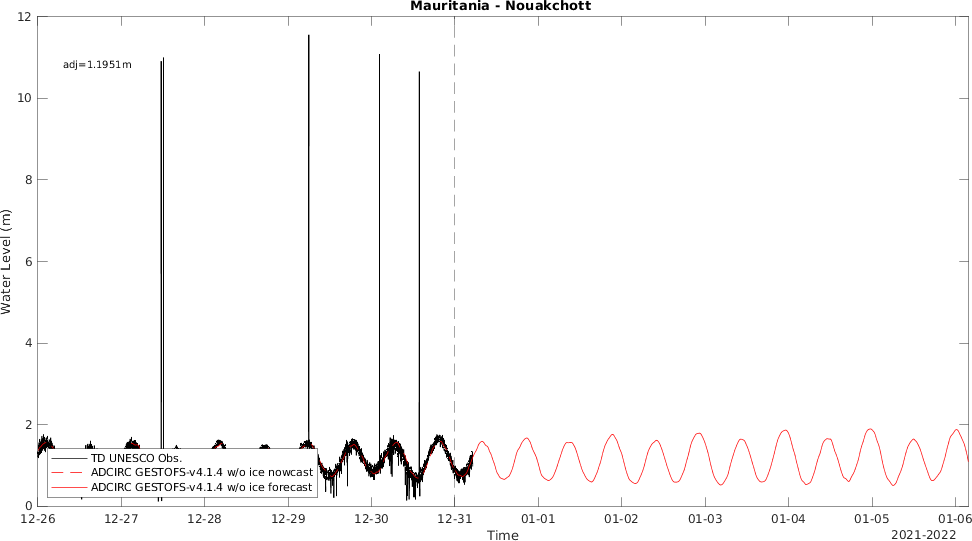 Mauritania - Nouakchott
adj=1.1951m
Water Level (m)
12
10
8
6
4
2
0
TD UNESCO Obs.
ADCIRC GESTOFS-v4.1.4 w/o ice nowcast
ADCIRC GESTOFS-v4.1.4 w/o ice forecast
12-26 12-27 12-28 12-29 12-30 12-31 01-01 01-02 01-03 01-04 01-05 01-06
Time
2021-2022